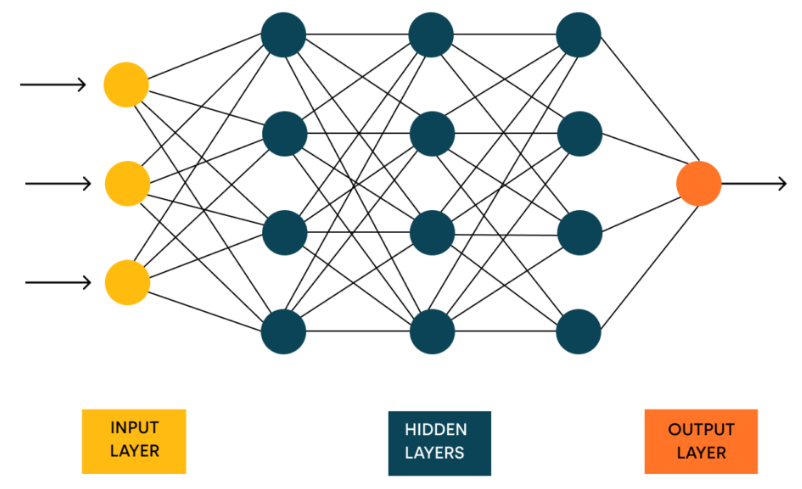 INPUT
LAYER
HIDDEN
LAYERS
OUTPUT
LAYER